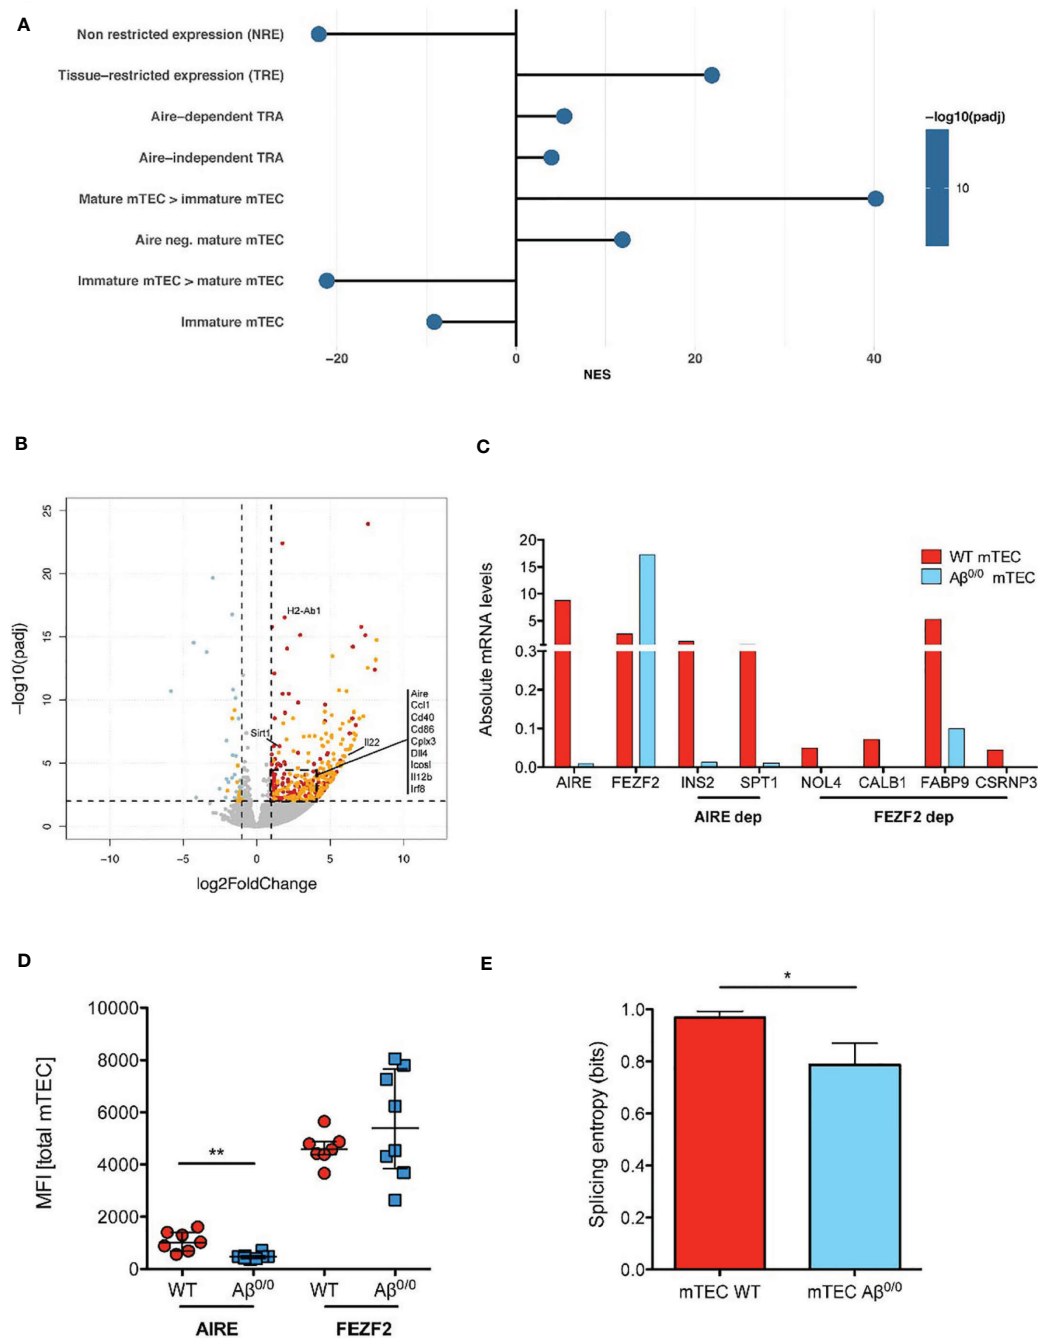 A
Non restricted expression (NRE)
Tissue–restricted expression (TRE)
Aire–dependent TRA
Aire–independent TRA
Mature mTEC > immature mTEC
Aire neg. mature mTEC
Immature mTEC > mature mTEC
Immature mTEC
−20
0
20
40
NES
−log10(padj)
10
B
25
20
15
10
5
0
−log10(padj)
H2-Ab1
Sirt1
Il22
Aire
Ccl1
Cd40
Cd86
Cplx3
Dll4
Icosl
Il12b
Irf8
−10
−5
0
5
10
log2FoldChange
C
20
15
10
5
0.3
0.2
0.1
0.0
Absolute mRNA levels
WT mTEC
Aβ⁰/⁰ mTEC
AIRE
FEZF2
INS2
SPT1
NOL4
CALB1
FABP9
CSRNP3
AIRE dep
FEZF2 dep
D
10000
8000
6000
4000
2000
0
MFI [total mTEC]
**
WT
Aβ⁰/⁰
WT
Aβ⁰/⁰
AIRE
FEZF2
E
*
1.0
0.8
0.6
0.4
0.2
0.0
Splicing entropy (bits)
mTEC WT
mTEC Aβ⁰/⁰